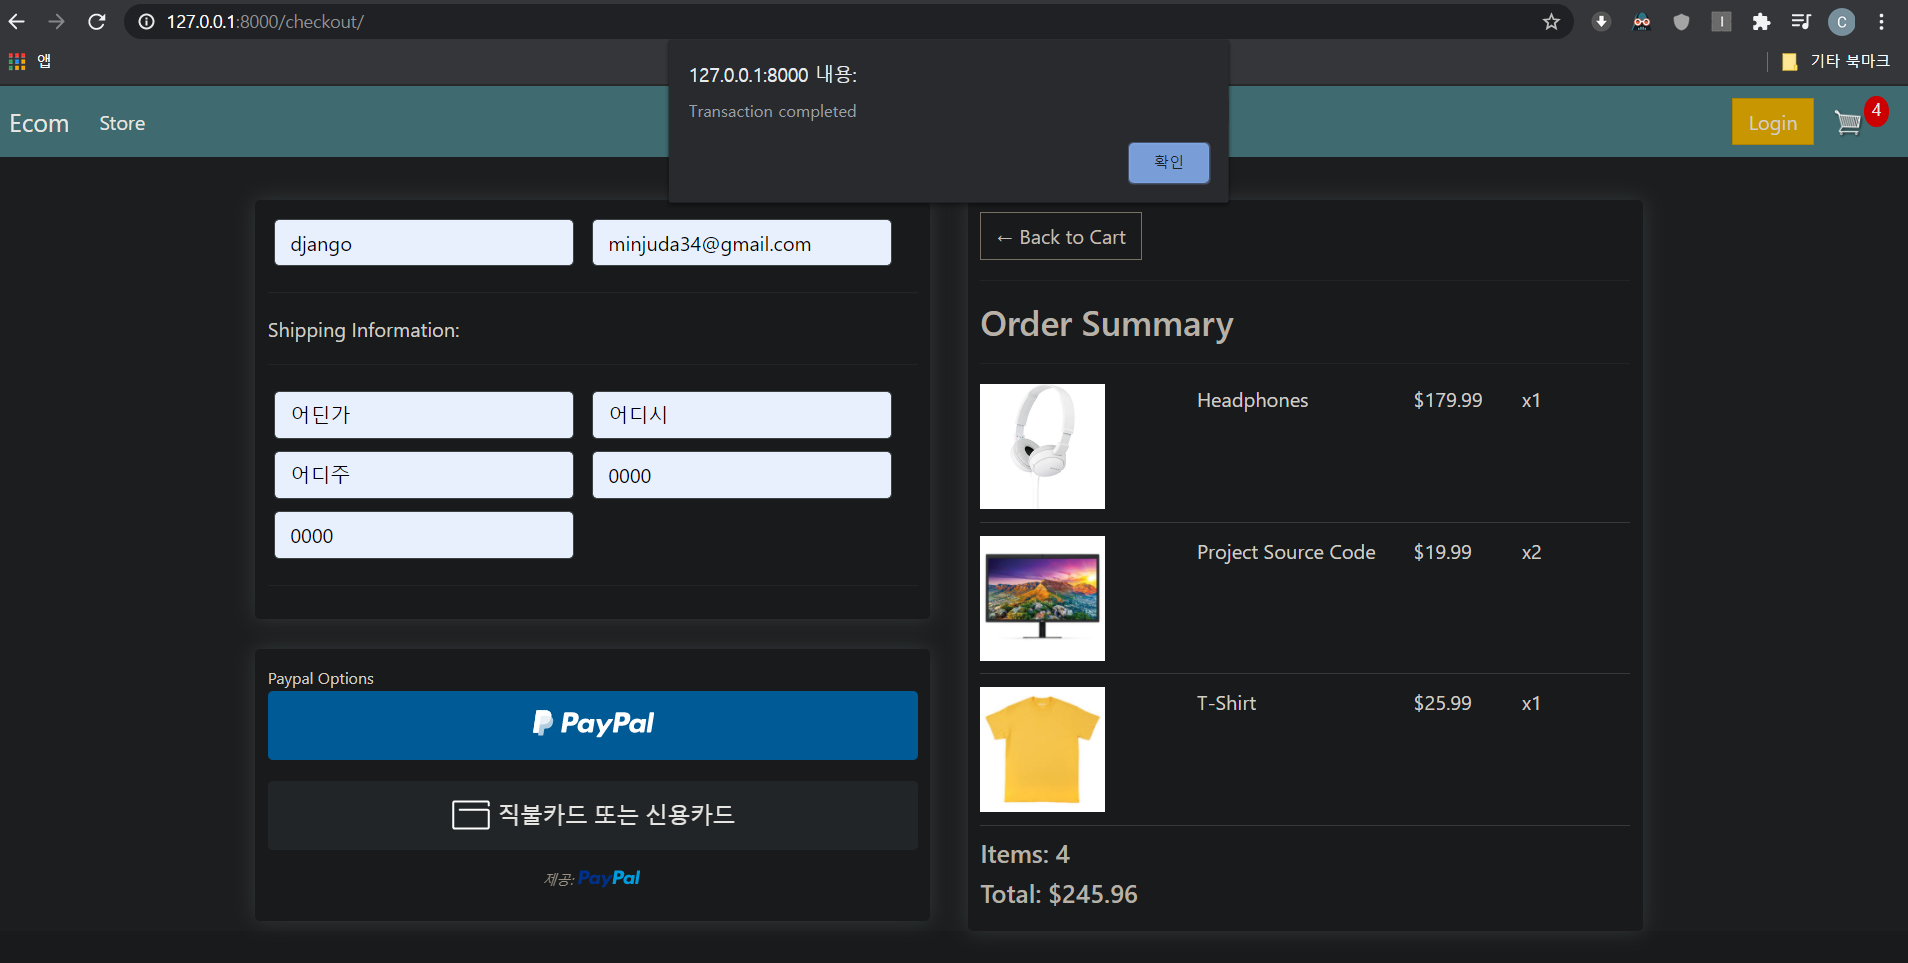 127.0.0.1:8000/checkout/
C
앱
기타 북마크
127.0.0.1:8000 내용:
Transaction completed
확인
Ecom
Store
Login
4
django
minjuda34@gmail.com
Shipping Information:
어딘가
어디시
어디주
0000
0000
Paypal Options
PayPal
직불카드 또는 신용카드
제공: PayPal
← Back to Cart
Order Summary
Headphones $179.99 x1
Project Source Code $19.99 x2
T-Shirt $25.99 x1
Items: 4
Total: $245.96